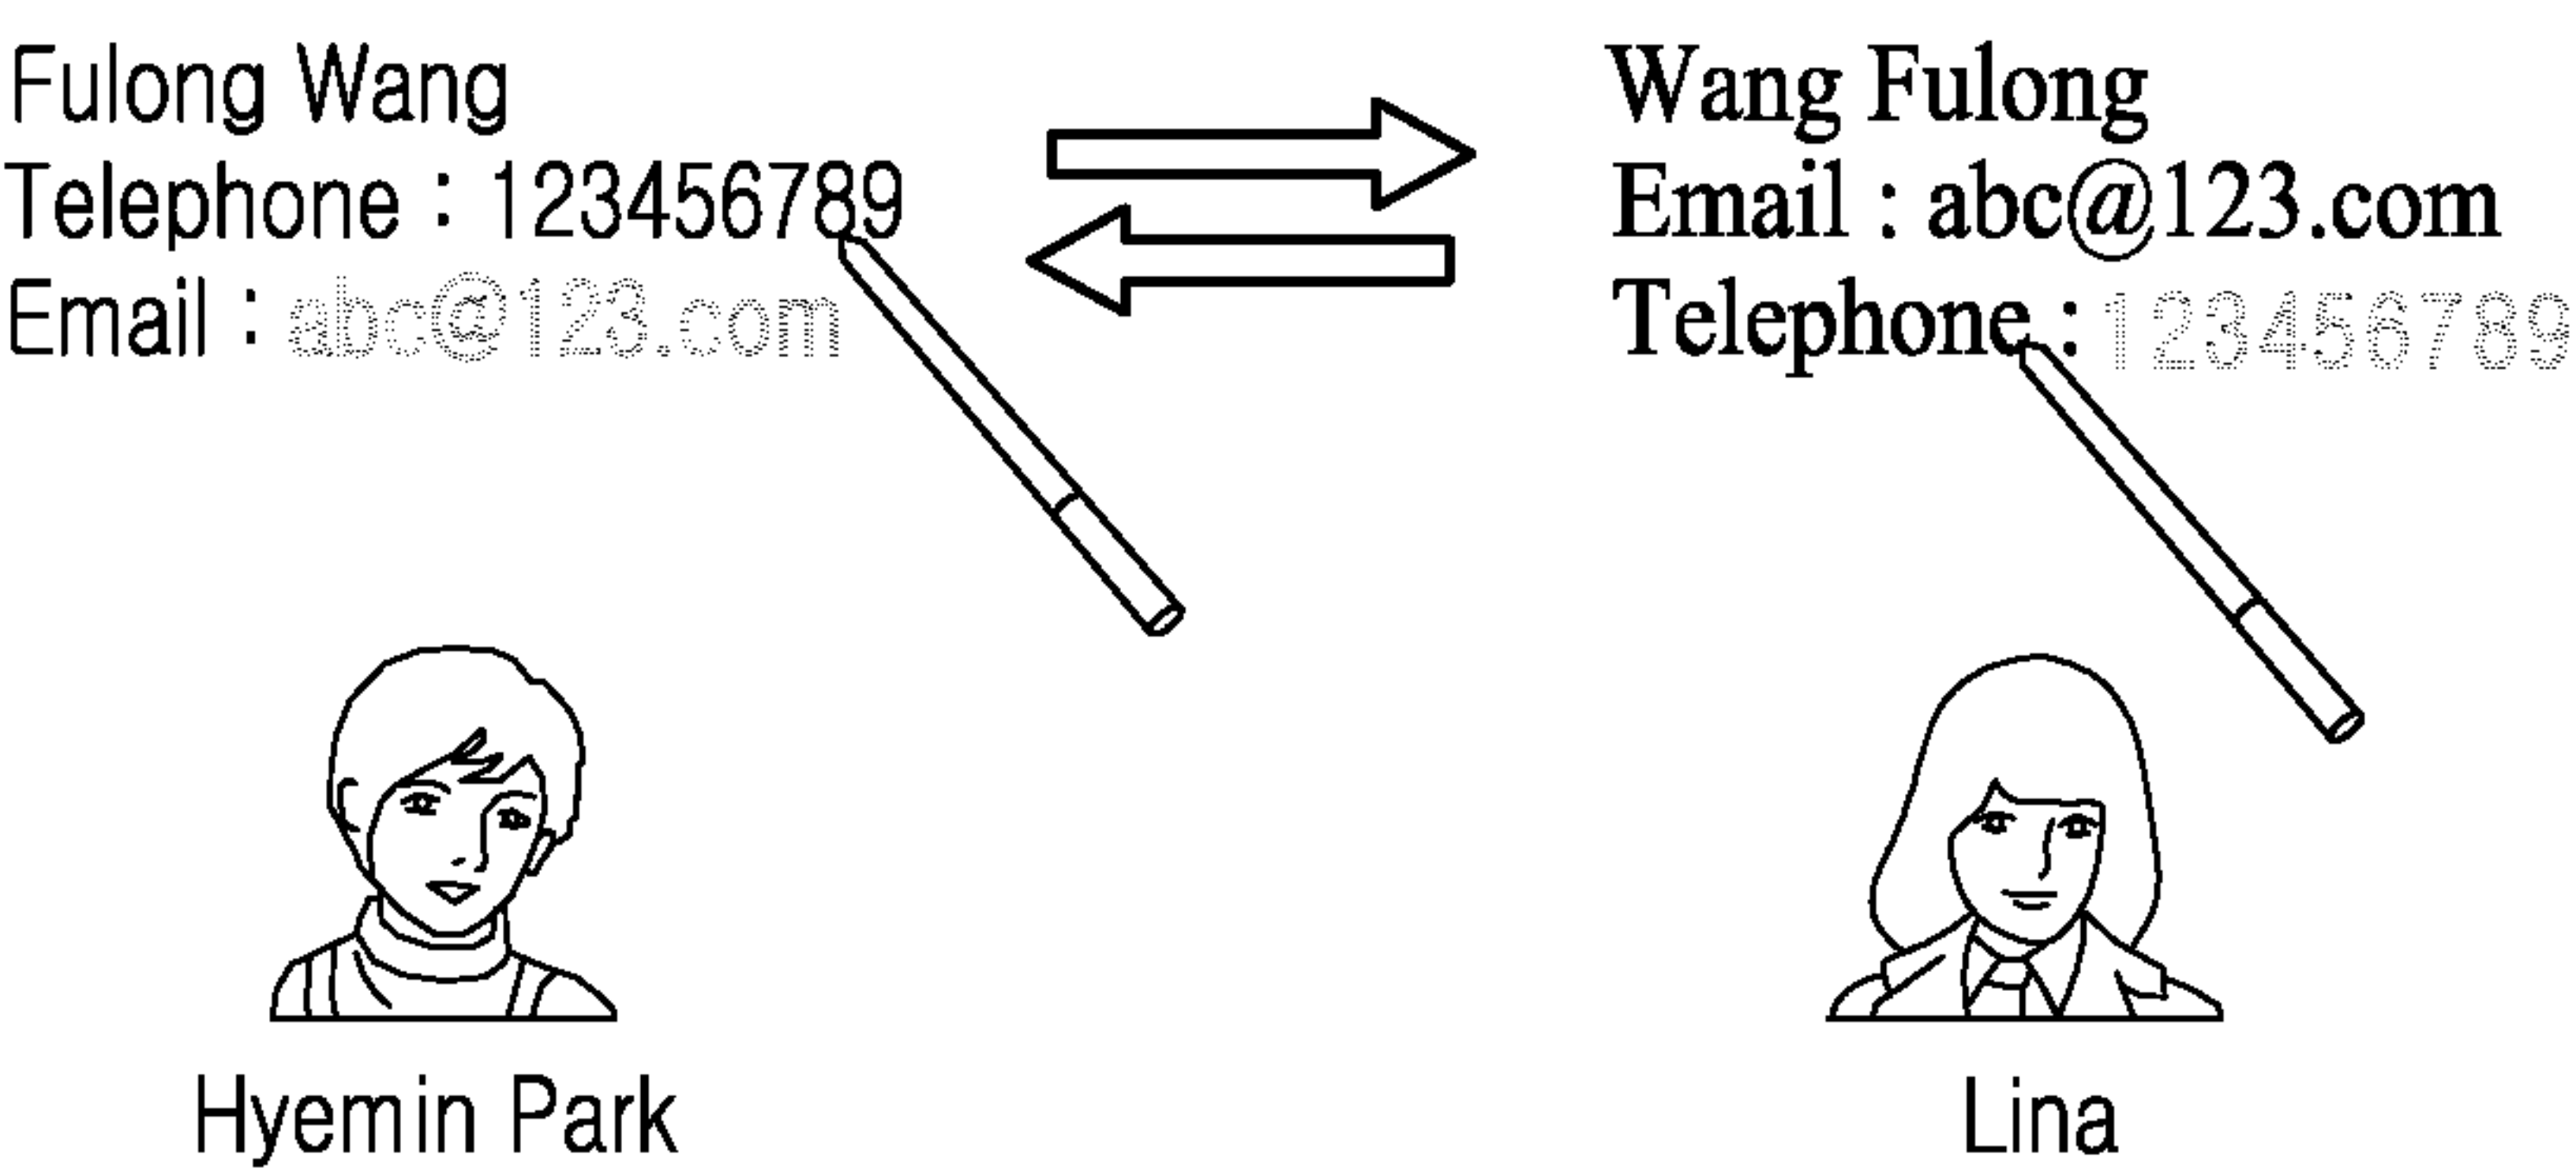 Fulong Wang
Telephone : 123456789
Email : abc@123.com
Wang Fulong
Email : abc@123.com
Telephone : 123456789
Hyemin Park
Lina